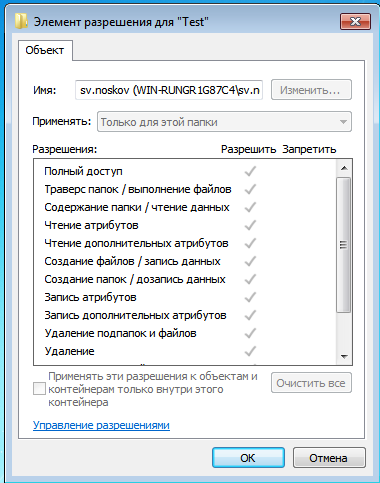 Элемент разрешения для "Test"
Объект
Имя: sv.noskov (WIN-RUNGR1G87C4\sv.n Изменить...
Применять: Только для этой папки
Разрешения: Разрешить Запретить
Полный доступ
Траверс папок / выполнение файлов
Содержание папки / чтение данных
Чтение атрибутов
Чтение дополнительных атрибутов
Создание файлов / запись данных
Создание папок / дозапись данных
Запись атрибутов
Запись дополнительных атрибутов
Удаление подпапок и файлов
Удаление
Применять эти разрешения к объектам и
контейнерам только внутри этого
контейнера
Очистить все
Управление разрешениями
ОК Отмена